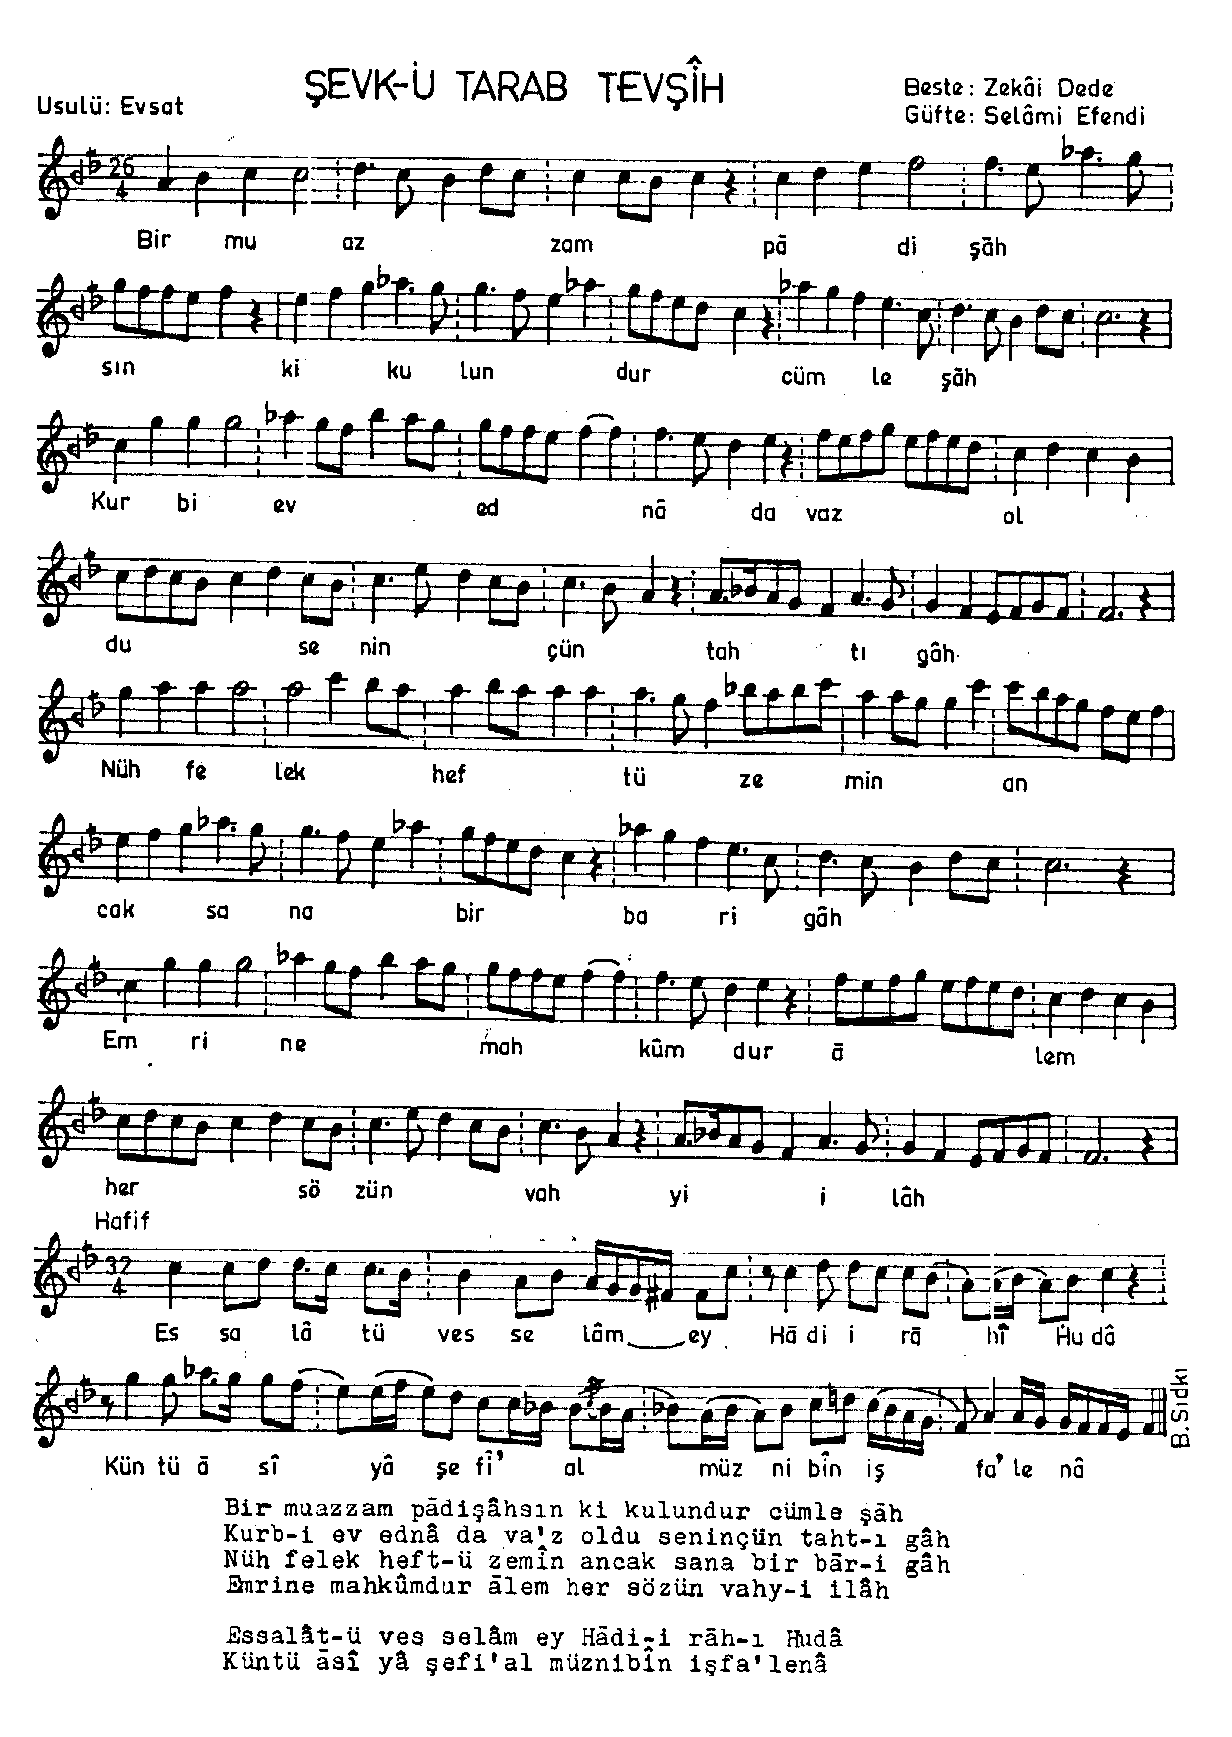 ŞEVK-Ü TARAB TEVŞÎH
Usulü: Evsat
Beste: Zekâi Dede
Güfte: Selâmi Efendi
26
4
Bir mu az zam pā di şāh
sın ki ku lun dur cüm le şāh
Kur bi ev ed nā da vaz ol
du se nin çün tah tı gâh
Nüh fe lek hef tü ze min an
cak sa na bir ba ri gâh
Em ri ne mah kûm dur ā lem
her sö zün vah yi i lâh
Hafif
32
4
Es sa lâ tü ves se lâm ey Hā di i rā hî Hu dâ
Kün tü ā sî yâ şe fi' al müz ni bîn iş fa' le nâ
B.Sıdkı
Bir muazzam pādişâhsın ki kulundur cümle şāh
Kurb-i ev ednâ da va'z oldu seninçün taht-ı gâh
Nüh felek heft-ü zemîn ancak sana bir bār-i gâh
Emrine mahkûmdur ālem her sözün vahy-i ilâh
Essalât-ü ves selâm ey Hādi-i rāh-ı Hudâ
Küntü āsî yâ şefi'al müznibîn işfa'lenâ